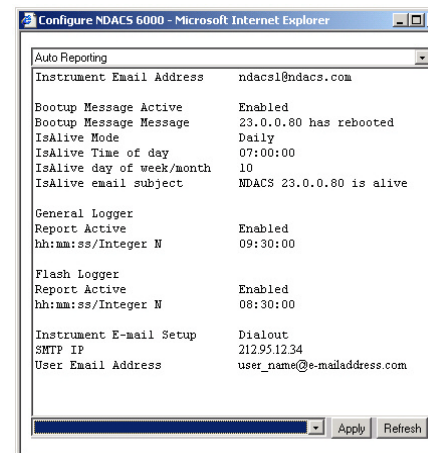 Configure NDACS 6000 - Microsoft Internet Explorer
Auto Reporting
Instrument Email Address ndacs1@ndacs.com
Bootup Message Active Enabled
Bootup Message Message 23.0.0.80 has rebooted
IsAlive Mode Daily
IsAlive Time of day 07:00:00
IsAlive day of week/month 10
IsAlive email subject NDACS 23.0.0.80 is alive
General Logger
Report Active Enabled
hh:mm:ss/Integer N 09:30:00
Flash Logger
Report Active Enabled
hh:mm:ss/Integer N 08:30:00
Instrument E-mail Setup Dialout
SMTP IP 212.95.12.34
User Email Address user_name@e-mailaddress.com
Apply Refresh